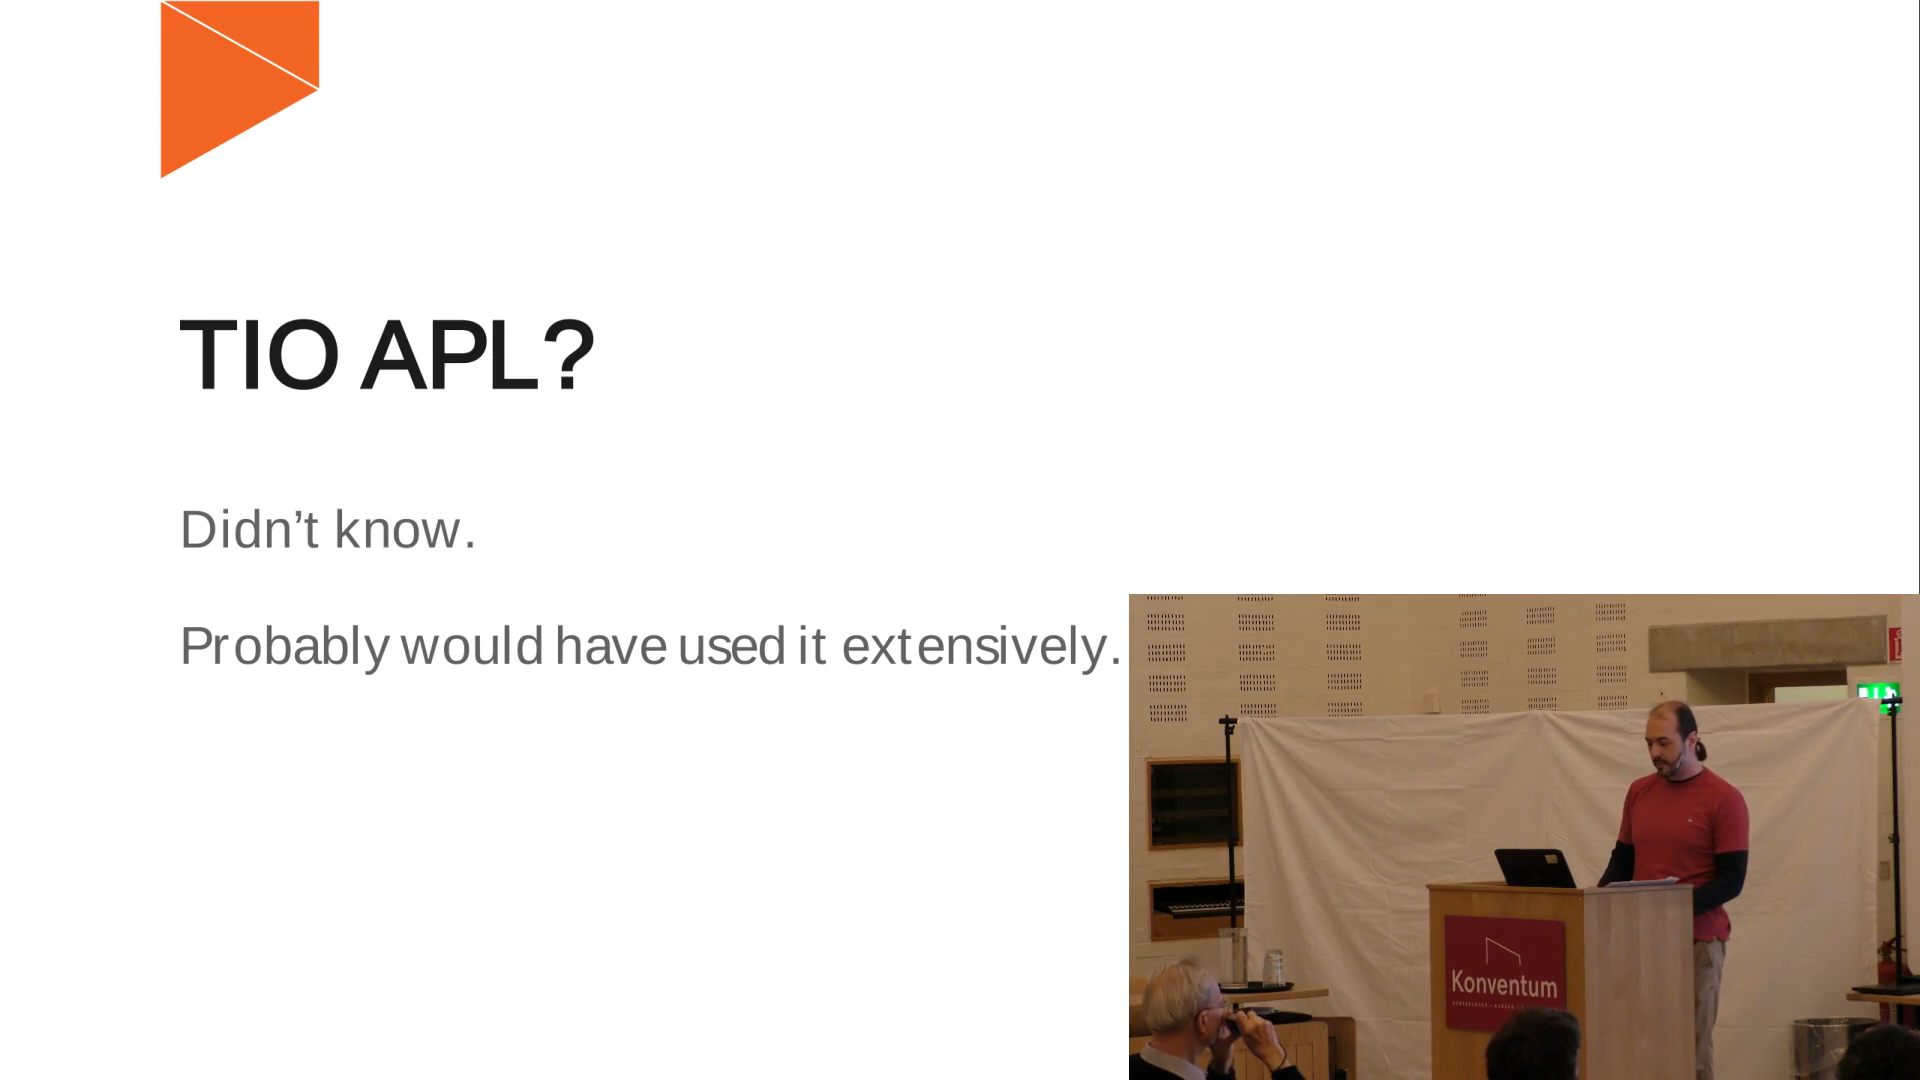 TIO APL?
Didn’t know.
Probably would have used it extensively.
Konventum